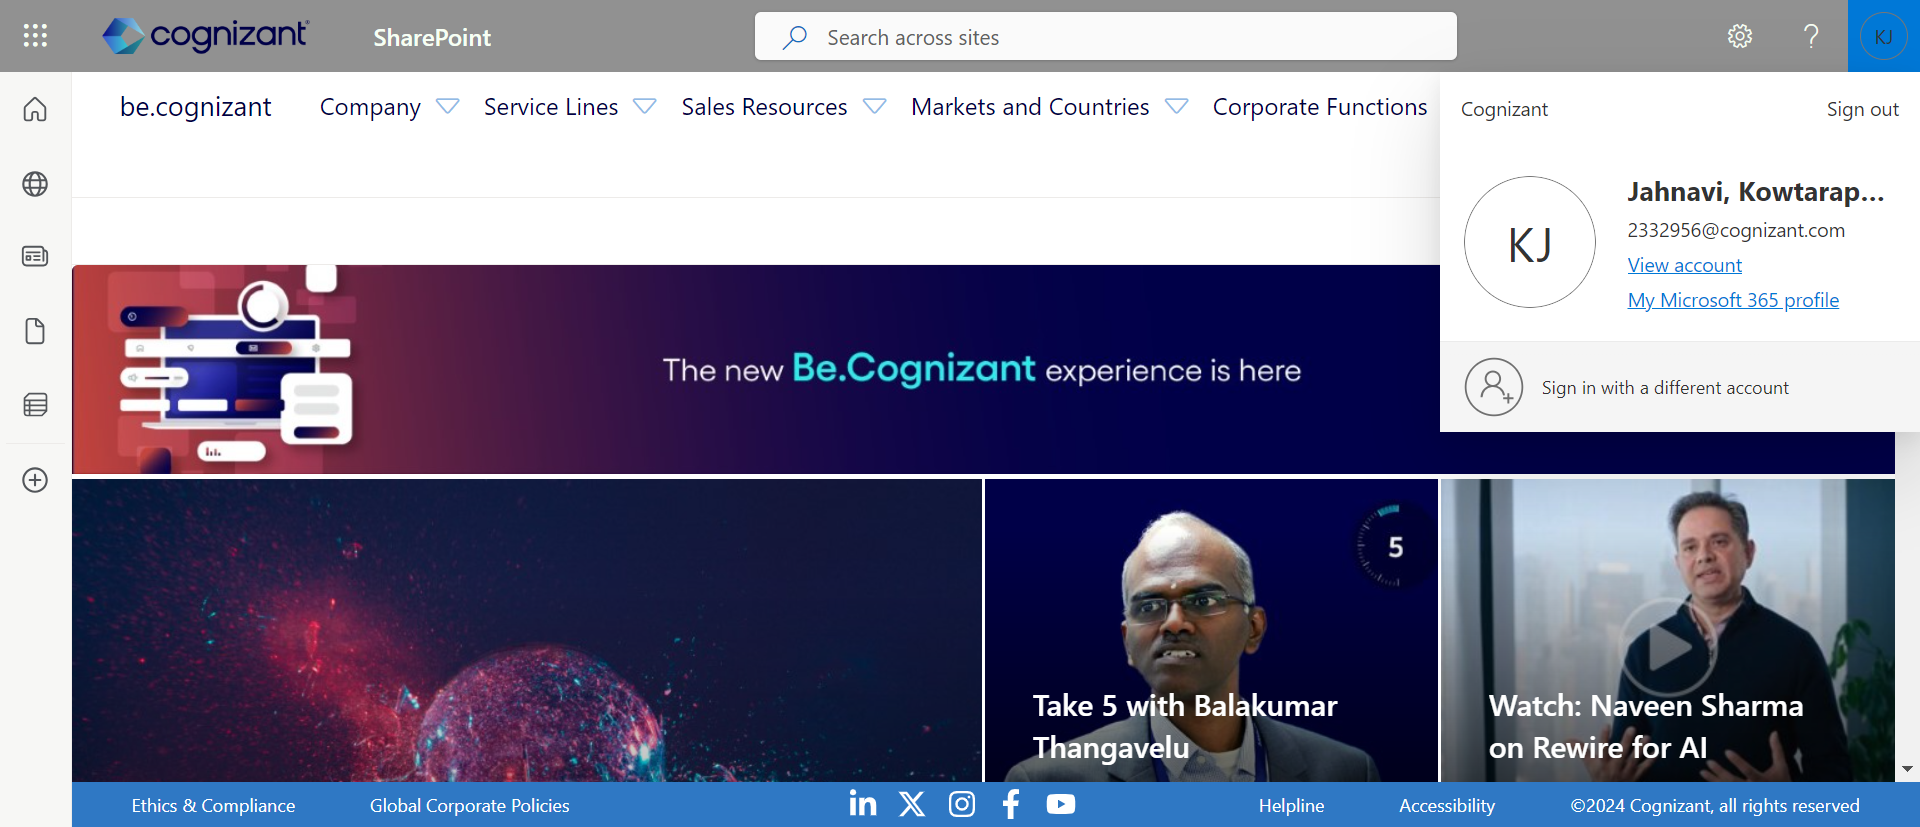 cognizant
SharePoint
Search across sites
KJ
be.cognizant
Company
Service Lines
Sales Resources
Markets and Countries
Corporate Functions
Cognizant
Sign out
KJ
Jahnavi, Kowtarap...
2332956@cognizant.com
View account
My Microsoft 365 profile
Sign in with a different account
The new Be.Cognizant experience is here
5
Take 5 with Balakumar
Thangavelu
Watch: Naveen Sharma
on Rewire for AI
Ethics & Compliance
Global Corporate Policies
Helpline
Accessibility
©2024 Cognizant, all rights reserved